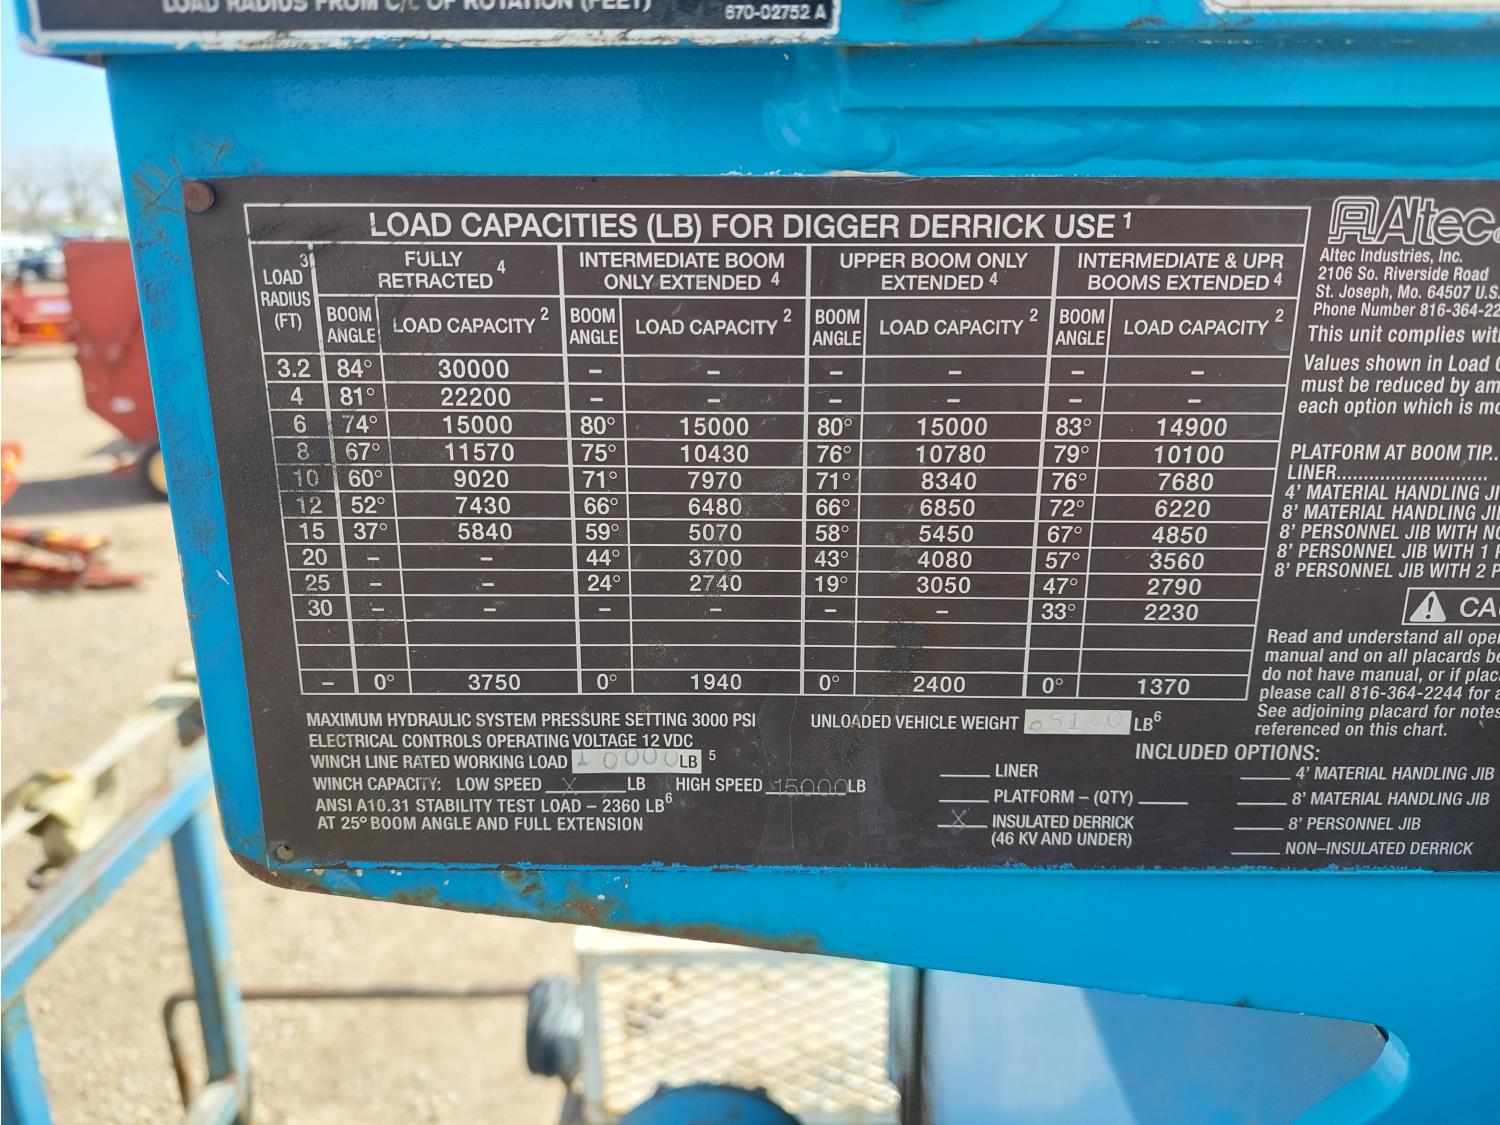 LOAD RADIUS FROM C/L OF ROTATION (FEET)
670-02752 A
LOAD CAPACITIES (LB) FOR DIGGER DERRICK USE 1
LOAD RADIUS (FT) 3
FULLY RETRACTED 4
INTERMEDIATE BOOM ONLY EXTENDED 4
UPPER BOOM ONLY EXTENDED 4
INTERMEDIATE & UPR BOOMS EXTENDED 4
BOOM ANGLE LOAD CAPACITY 2 BOOM ANGLE LOAD CAPACITY 2 BOOM ANGLE LOAD CAPACITY 2 BOOM ANGLE LOAD CAPACITY 2
3.2 84° 30000 – – – – – –
4 81° 22200 – – – – – –
6 74° 15000 80° 15000 80° 15000 83° 14900
8 67° 11570 75° 10430 76° 10780 79° 10100
10 60° 9020 71° 7970 71° 8340 76° 7680
12 52° 7430 66° 6480 66° 6850 72° 6220
15 37° 5840 59° 5070 58° 5450 67° 4850
20 – – 44° 3700 43° 4080 57° 3560
25 – – 24° 2740 19° 3050 47° 2790
30 – – – – – – 33° 2230
– 0° 3750 0° 1940 0° 2400 0° 1370
MAXIMUM HYDRAULIC SYSTEM PRESSURE SETTING 3000 PSI
ELECTRICAL CONTROLS OPERATING VOLTAGE 12 VDC
WINCH LINE RATED WORKING LOAD 10000 LB 5
WINCH CAPACITY: LOW SPEED X LB HIGH SPEED 15000 LB
ANSI A10.31 STABILITY TEST LOAD – 2360 LB 6
AT 25° BOOM ANGLE AND FULL EXTENSION
UNLOADED VEHICLE WEIGHT LB 6
INCLUDED OPTIONS:
LINER
PLATFORM – (QTY)
X INSULATED DERRICK
(46 KV AND UNDER)
4' MATERIAL HANDLING JIB
8' MATERIAL HANDLING JIB
8' PERSONNEL JIB
NON–INSULATED DERRICK
Altec
Altec Industries, Inc.
2106 So. Riverside Road
St. Joseph, Mo. 64507 U.S.
Phone Number 816-364-22
This unit complies with
Values shown in Load
must be reduced by
each option which is
PLATFORM AT BOOM TIP..
LINER...........................
4' MATERIAL HANDLING
8' MATERIAL HANDLING
8' PERSONNEL JIB WITH
8' PERSONNEL JIB WITH 1
8' PERSONNEL JIB WITH 2
Read and understand all
manual and on all placards
do not have manual, or if
please call 816-364-2244 for
See adjoining placard for notes
referenced on this chart.